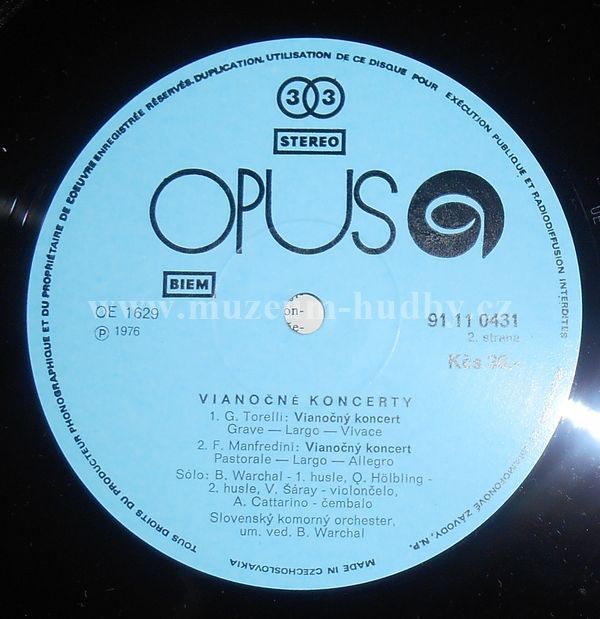 TOUS DROITS DU PRODUCTEUR PHONOGRAPHIQUE ET DU PROPRIÉTAIRE DE L'OEUVRE ENREGISTRÉE RÉSERVÉS. DUPLICATION, UTILISATION DE CE DISQUE POUR EXÉCUTION PUBLIQUE ET RADIODIFFUSION INTERDITES
33
STEREO
OPUS
BIEM
www.muzeum-hudby.cz
OE 1629
on-
91 11 0431
℗ 1976
e-
2. strana
Kčs
VIANOČNÉ KONCERTY
1. G. Torelli: Vianočný koncert
Grave — Largo — Vivace
2. F. Manfredini: Vianočný koncert
Pastorale — Largo — Allegro
Sólo: B. Warchal - 1. husle, Q. Hölbling -
2. husle, V. Šáray - violončelo,
A. Cattarino - čembalo
Slovenský komorný orchester,
um. ved. B. Warchal
ZÁVODY, N.P.
MADE IN CZECHOSLOVAKIA